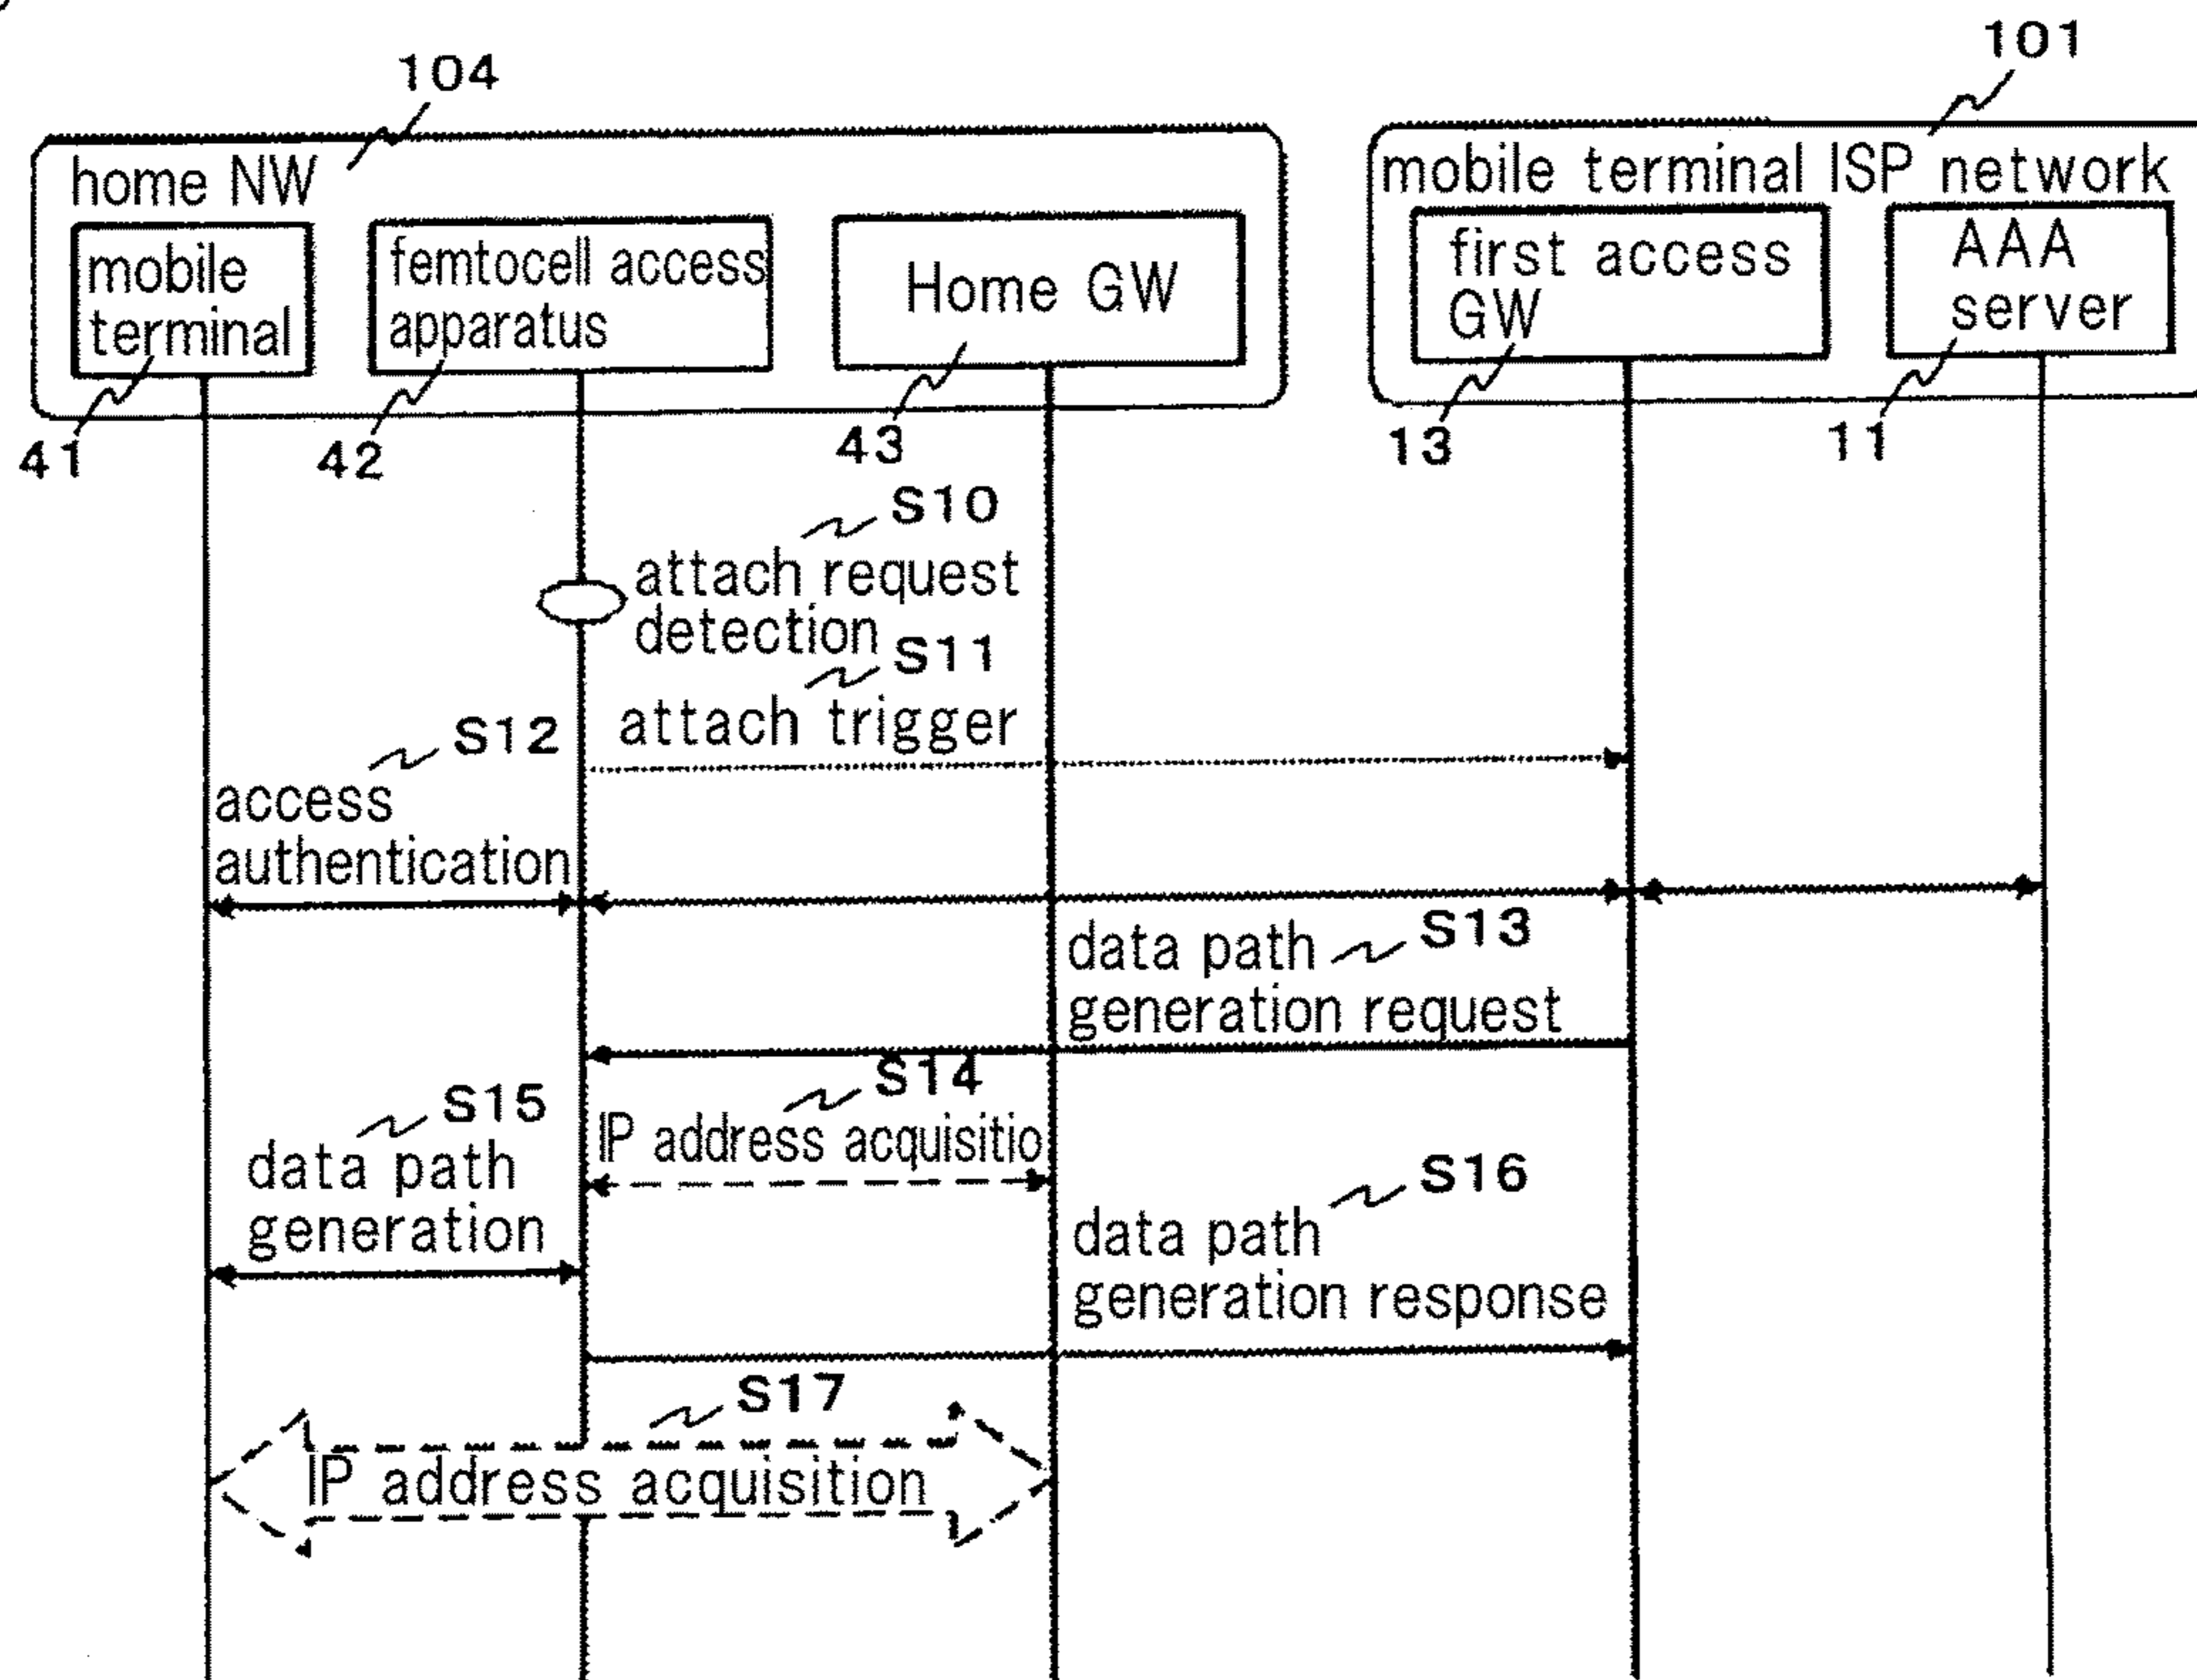 104
101
home NW
mobile terminal ISP network
mobile
terminal
femtocell access
apparatus
Home GW
first access
GW
AAA
server
41
42
43
13
11
S10
attach request
detection
S11
attach trigger
S12
access
authentication
S13
data path
generation request
S14
IP address acquisitio
S15
data path
generation
S16
data path
generation response
S17
IP address acquisition